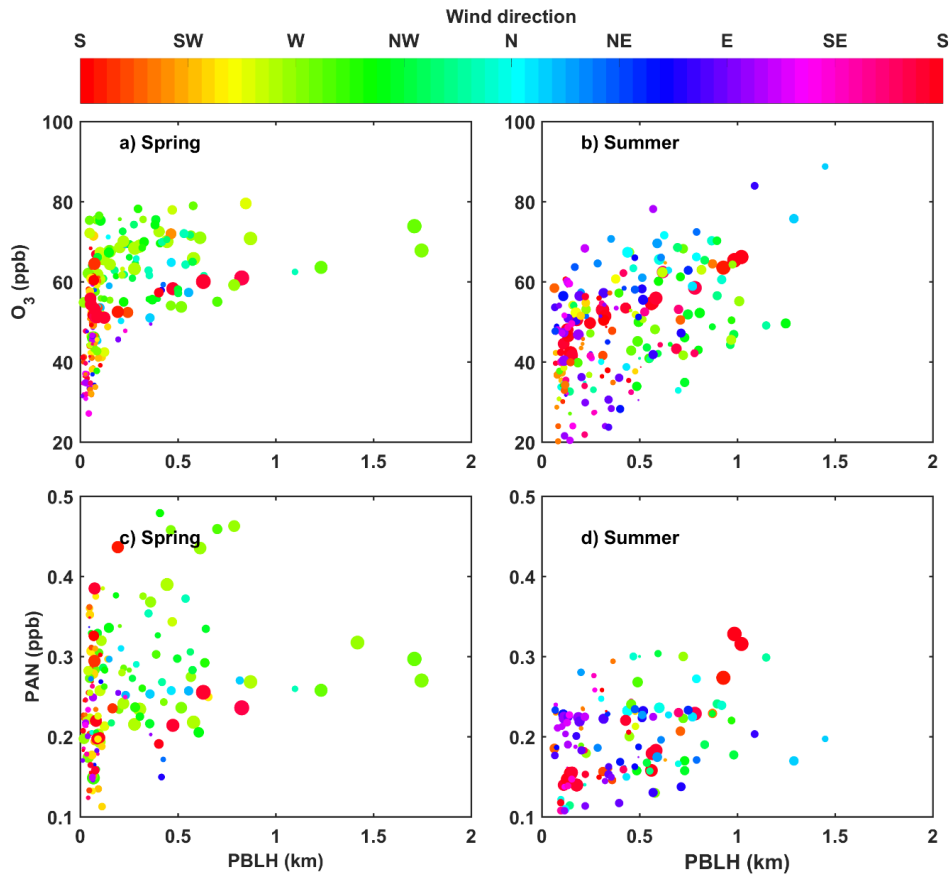 Wind direction
S SW W NW N NE E SE S
a) Spring
b) Summer
O3 (ppb)
100
80
60
40
20
0 0.5 1 1.5 2
100
80
60
40
20
0 0.5 1 1.5 2
c) Spring
d) Summer
PAN (ppb)
0.5
0.4
0.3
0.2
0.1
0 0.5 1 1.5 2
PBLH (km)
0.5
0.4
0.3
0.2
0.1
0 0.5 1 1.5 2
PBLH (km)